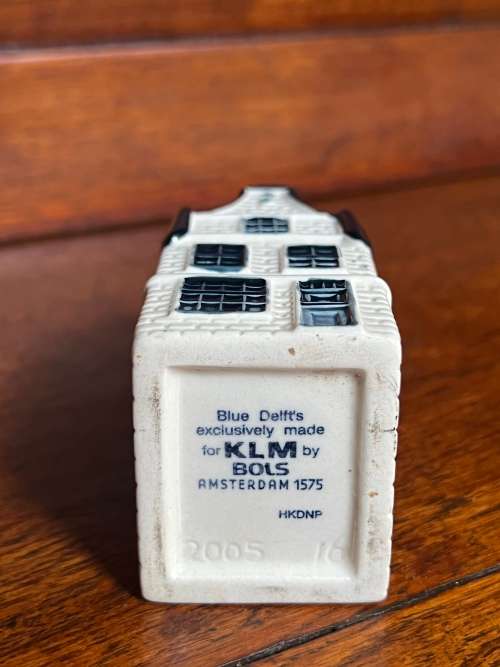 Blue Delft's
exclusively made
for KLM by
BOLS
AMSTERDAM 1575
HKDNP
2005 16